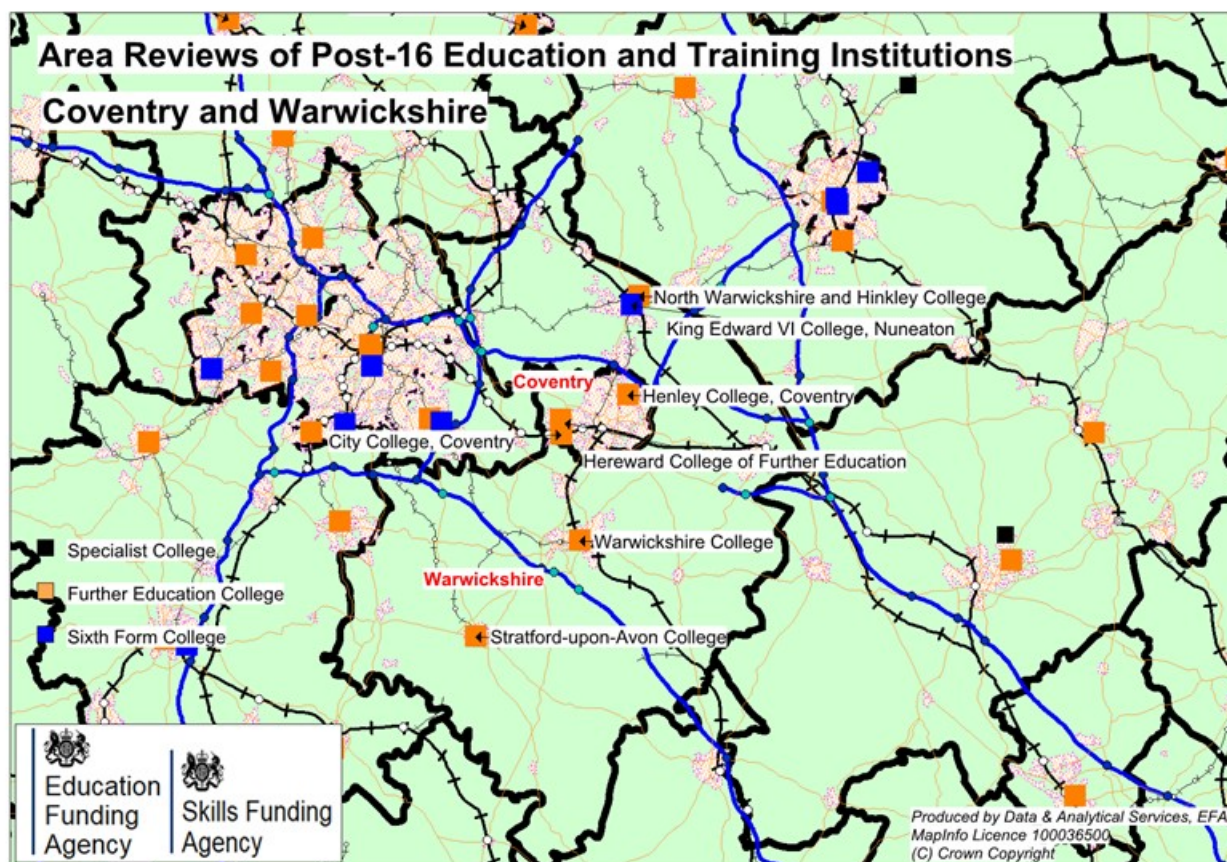 Area Reviews of Post-16 Education and Training Institutions
Coventry and Warwickshire
North Warwickshire and Hinkley College
King Edward VI College, Nuneaton
Coventry
Henley College, Coventry
City College, Coventry
Hereward College of Further Education
Warwickshire College
Specialist College
Warwickshire
Further Education College
Sixth Form College
Stratford-upon-Avon College
Education
Funding
Agency
Skills Funding
Agency
Produced by Data & Analytical Services, EFA
MapInfo Licence 100036500
(C) Crown Copyright